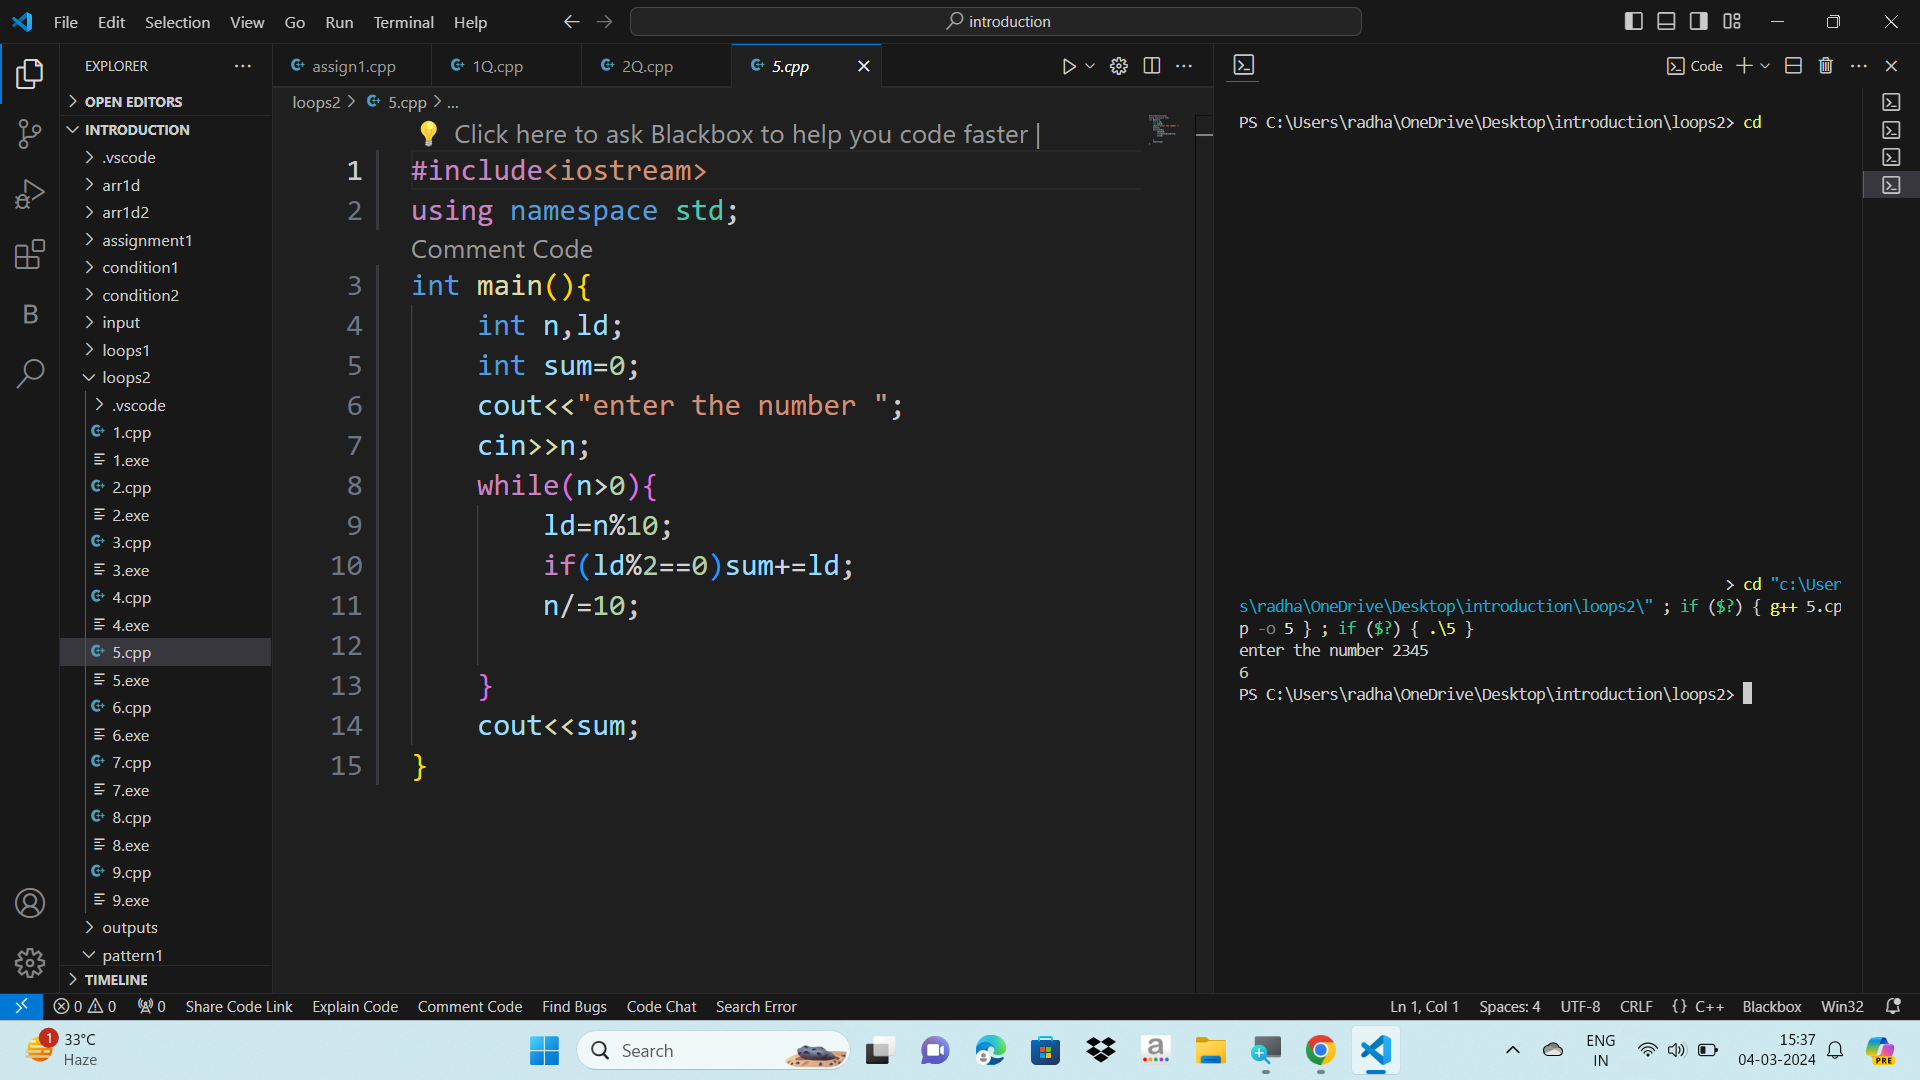 File Edit Selection View Go Run Terminal Help
introduction
EXPLORER
OPEN EDITORS
INTRODUCTION
.vscode
arr1d
arr1d2
assignment1
condition1
condition2
input
loops1
loops2
.vscode
1.cpp
1.exe
2.cpp
2.exe
3.cpp
3.exe
4.cpp
4.exe
5.cpp
5.exe
6.cpp
6.exe
7.cpp
7.exe
8.cpp
8.exe
9.cpp
9.exe
outputs
pattern1
TIMELINE
B
assign1.cpp 1Q.cpp 2Q.cpp 5.cpp
loops2 > 5.cpp > ...
Click here to ask Blackbox to help you code faster |
1 #include<iostream>
2 using namespace std;
Comment Code
3 int main(){
4 int n,ld;
5 int sum=0;
6 cout<<"enter the number ";
7 cin>>n;
8 while(n>0){
9 ld=n%10;
10 if(ld%2==0)sum+=ld;
11 n/=10;
12
13 }
14 cout<<sum;
15 }
Code
PS C:\Users\radha\OneDrive\Desktop\introduction\loops2> cd
> cd "c:\User
s\radha\OneDrive\Desktop\introduction\loops2\" ; if ($?) { g++ 5.cp
p -o 5 } ; if ($?) { .\5 }
enter the number 2345
6
PS C:\Users\radha\OneDrive\Desktop\introduction\loops2>
0 0 0 Share Code Link Explain Code Comment Code Find Bugs Code Chat Search Error Ln 1, Col 1 Spaces: 4 UTF-8 CRLF {} C++ Blackbox Win32
1
33°C
Haze
Search
a
ENG
IN
15:37
04-03-2024
PRE